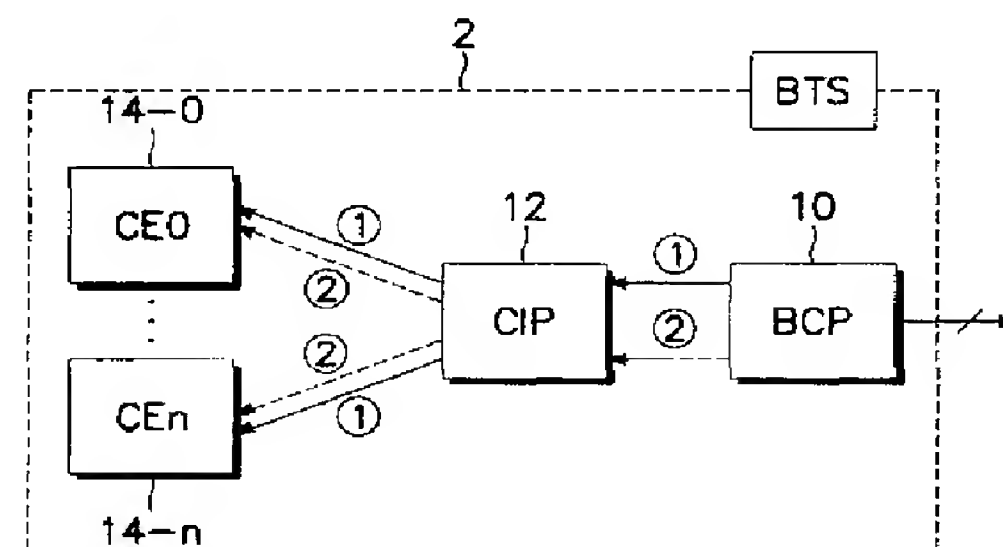 2
BTS
14-0
CE0
①
②
12
CIP
①
②
10
BCP
②
①
CEn
14-n